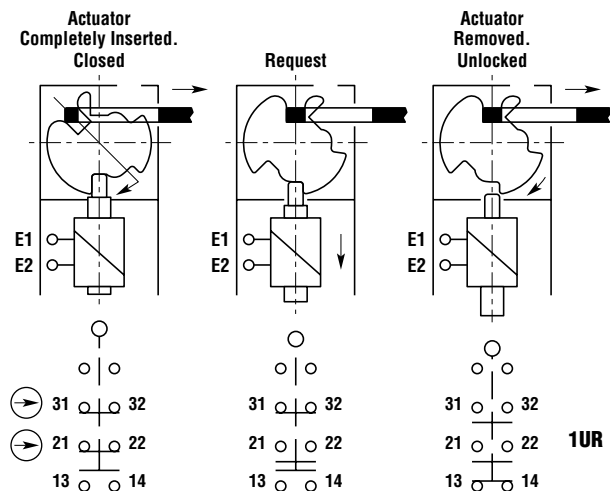 Actuator
Completely Inserted.
Closed
Request
Actuator
Removed.
Unlocked
E1
E2
E1
E2
E1
E2
31 32
21 22
13 14
31 32
21 22
13 14
31 32
21 22
13 14
1UR